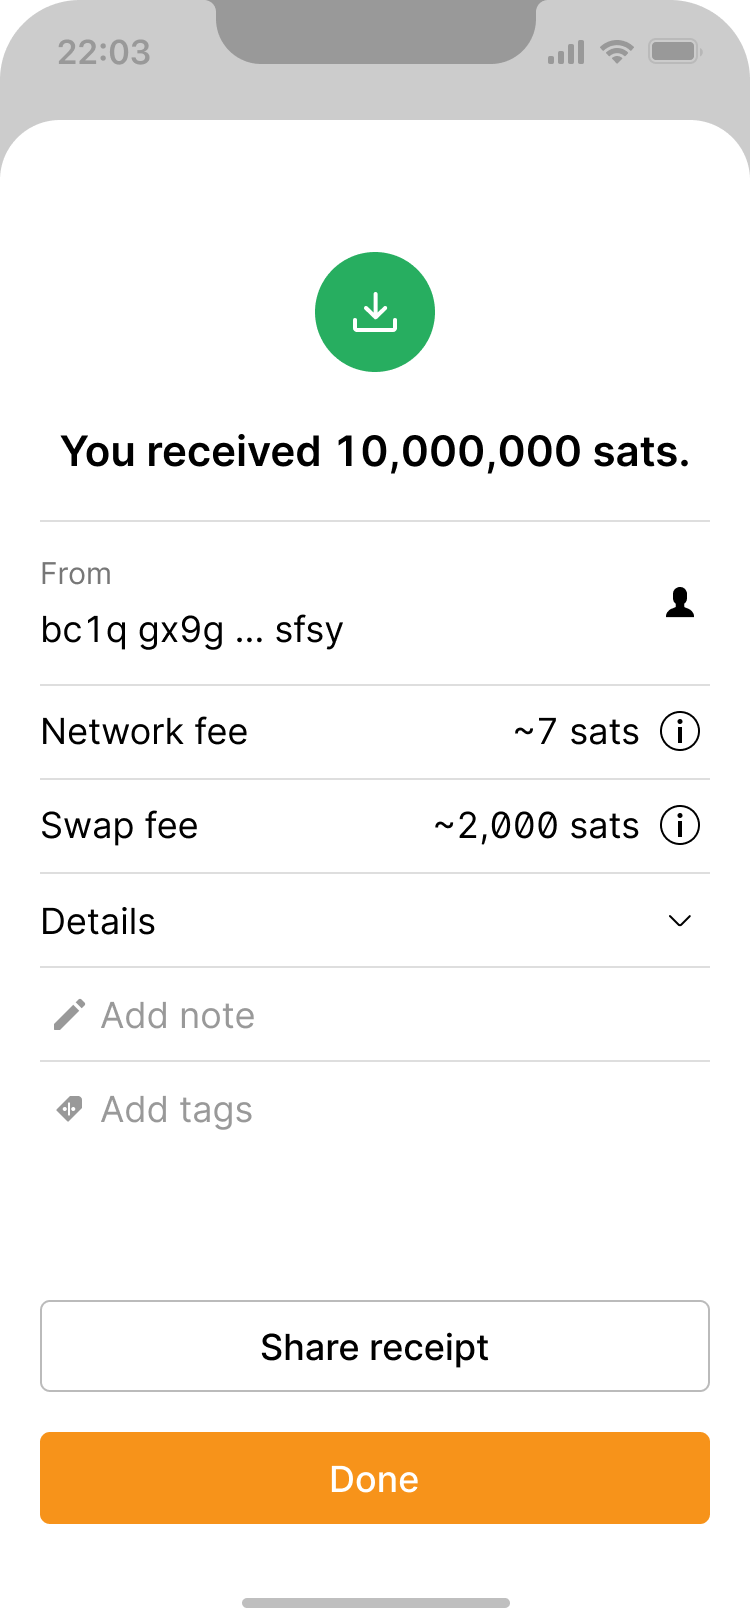 22:03
You received 10,000,000 sats.
From
bc1q gx9g ... sfsy
Network fee ~7 sats
Swap fee ~2,000 sats
Details
Add note
Add tags
Share receipt
Done